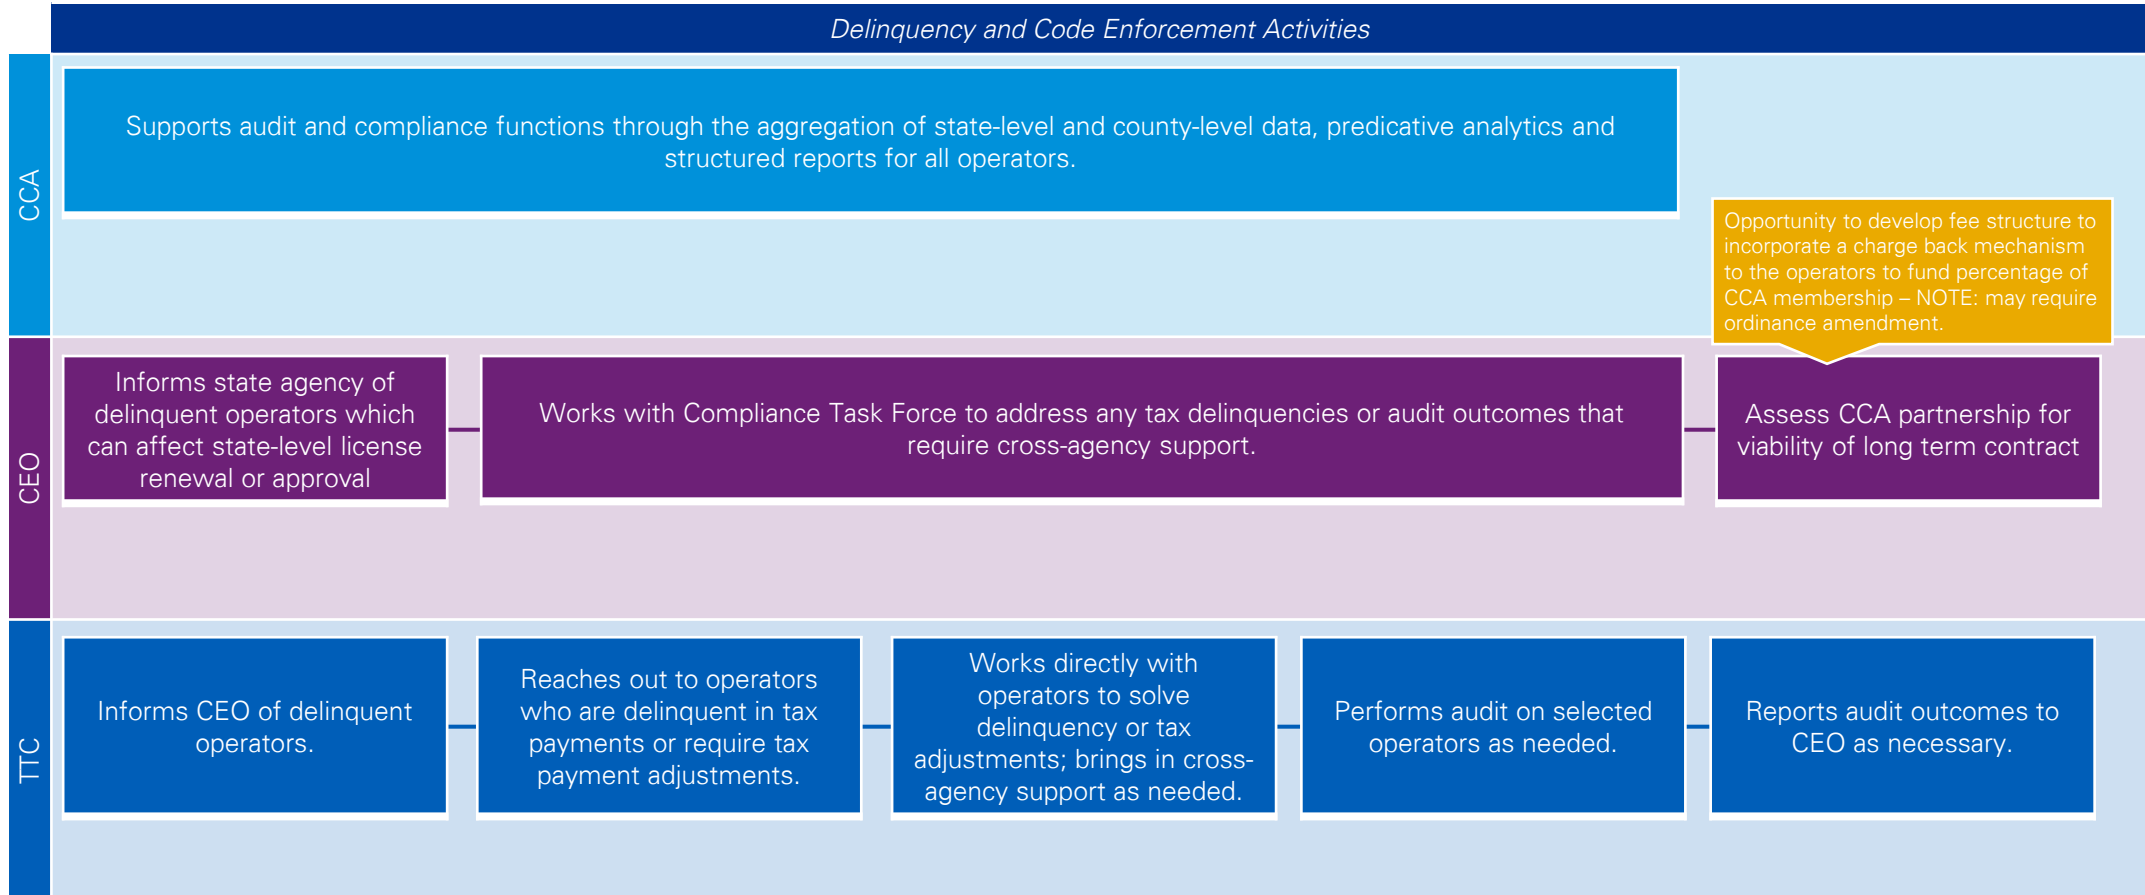 Delinquency and Code Enforcement Activities
CCA
Supports audit and compliance functions through the aggregation of state-level and county-level data, predicative analytics and
structured reports for all operators.
Opportunity to develop fee structure to
incorporate a charge back mechanism
to the operators to fund percentage of
CCA membership – NOTE: may require
ordinance amendment.
CEO
Informs state agency of
delinquent operators which
can affect state-level license
renewal or approval
Works with Compliance Task Force to address any tax delinquencies or audit outcomes that
require cross-agency support.
Assess CCA partnership for
viability of long term contract
TTC
Informs CEO of delinquent
operators.
Reaches out to operators
who are delinquent in tax
payments or require tax
payment adjustments.
Works directly with
operators to solve
delinquency or tax
adjustments; brings in cross-
agency support as needed.
Performs audit on selected
operators as needed.
Reports audit outcomes to
CEO as necessary.